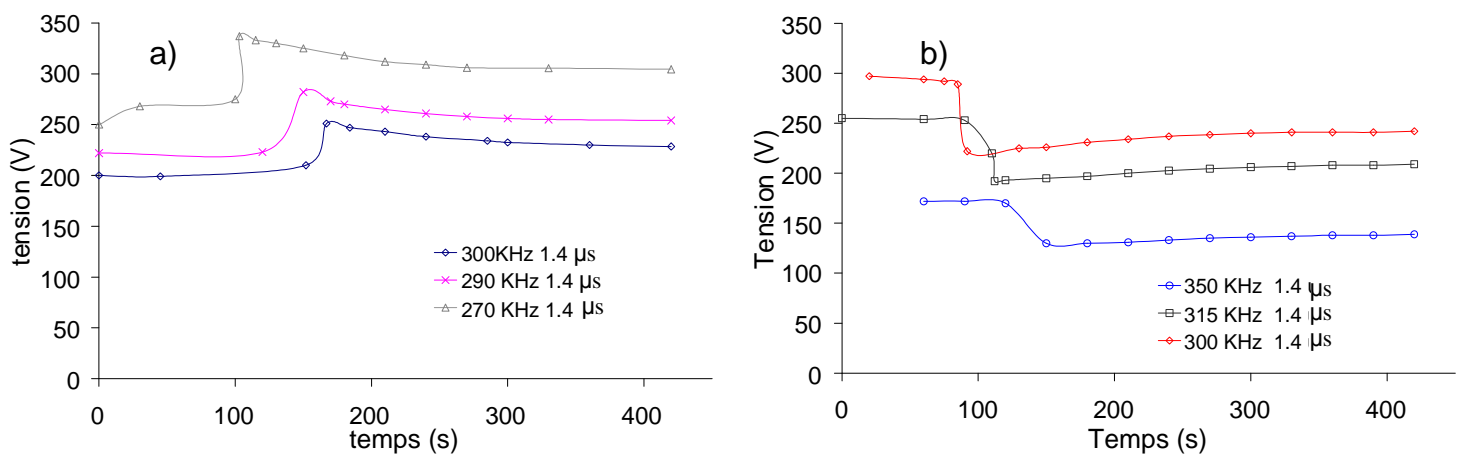 a)
tension (V)
350
300
250
200
150
100
50
0
0 100 200 300 400
temps (s)
300KHz 1.4 µs
290 KHz 1.4 µs
270 KHz 1.4 µs
b)
Tension (V)
350
300
250
200
150
100
50
0
0 100 200 300 400
Temps (s)
350 KHz 1.4 µs
315 KHz 1.4 µs
300 KHz 1.4 µs